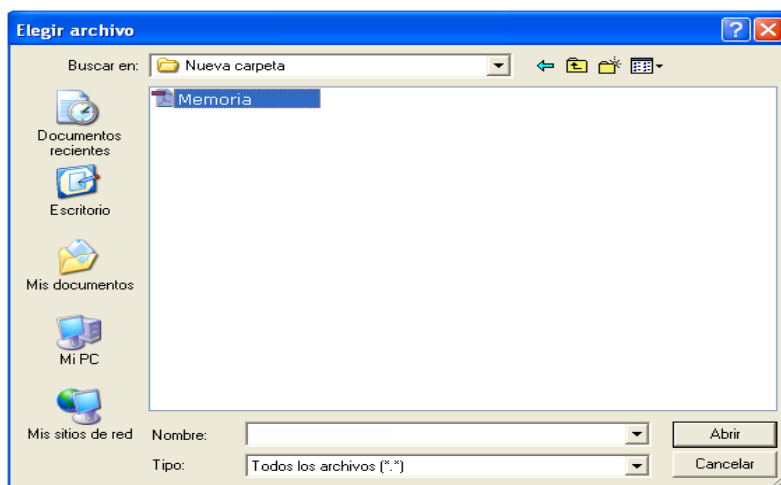 Elegir archivo
Buscar en: Nueva carpeta
Memoria
Documentos
recientes
Escritorio
Mis documentos
Mi PC
Mis sitios de red
Nombre: Abrir
Tipo: Todos los archivos (*.*) Cancelar